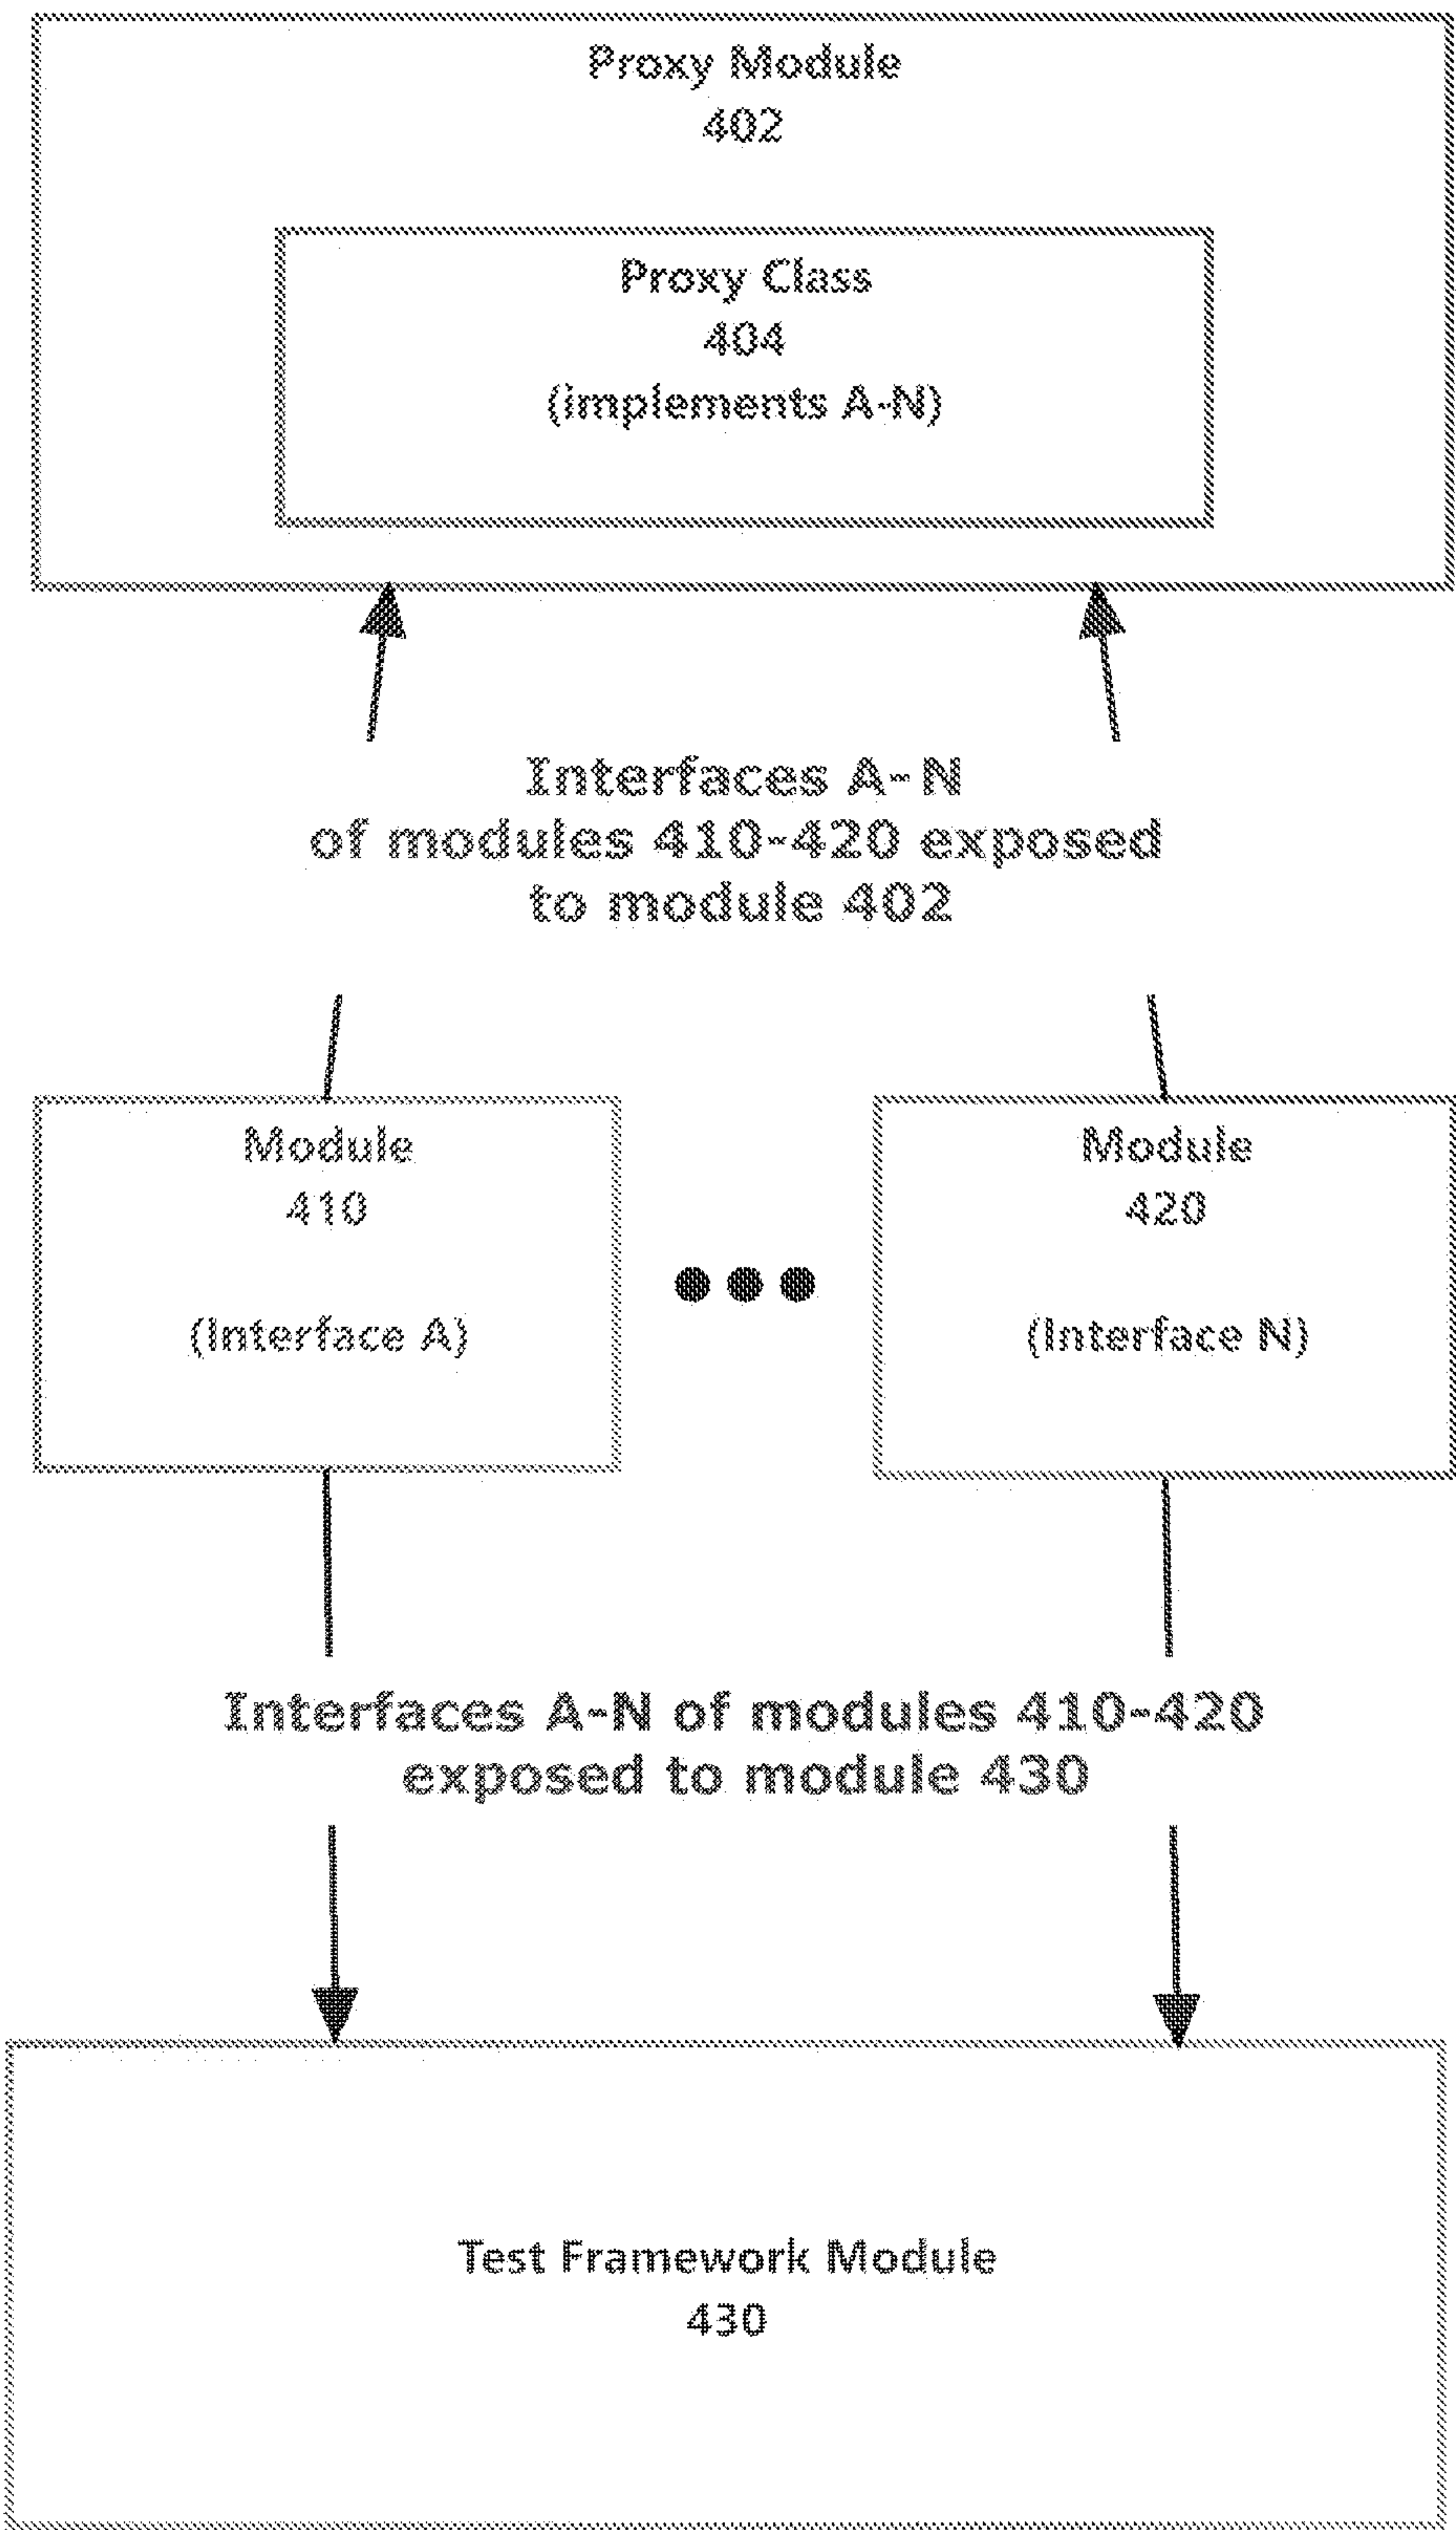 Proxy Module
402
Proxy Class
404
(implements A-N)
Interfaces A-N
of modules 410-420 exposed
to module 402
Module
410
(Interface A)
Module
420
(Interface N)
Interfaces A-N of modules 410-420
exposed to module 430
Test Framework Module
430